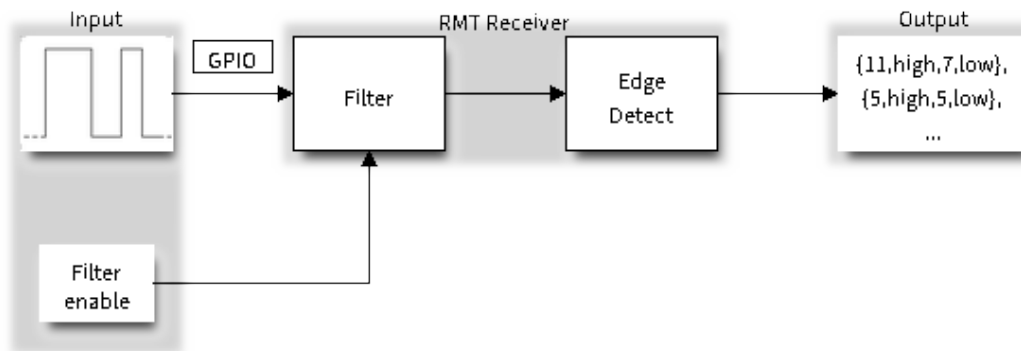 Input
RMT Receiver
Output
GPIO
Filter
Edge
Detect
{11,high,7,low},
{5,high,5,low},
...
Filter
enable